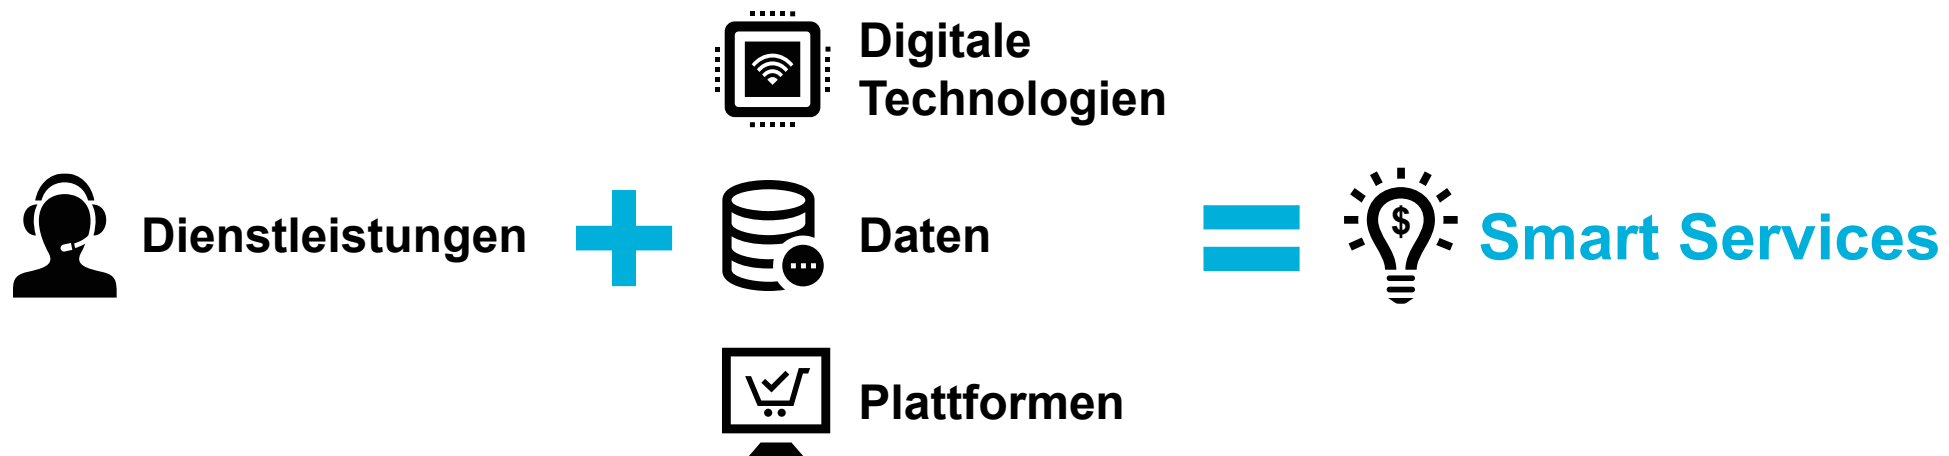 Digitale
Technologien
Dienstleistungen
Daten
$
Smart Services
Plattformen